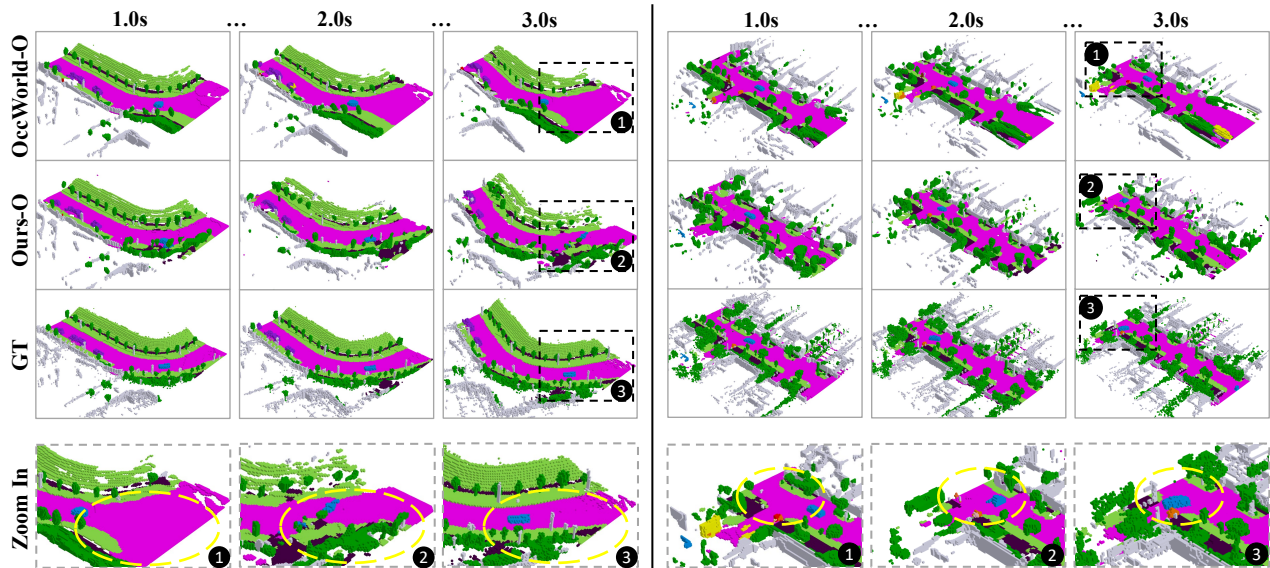 1.0s ... 2.0s ... 3.0s 1.0s ... 2.0s ... 3.0s
OccWorld-O 1 1
Ours-O 2 2
GT 3 3
Zoom In 1 2 3 1 2 3